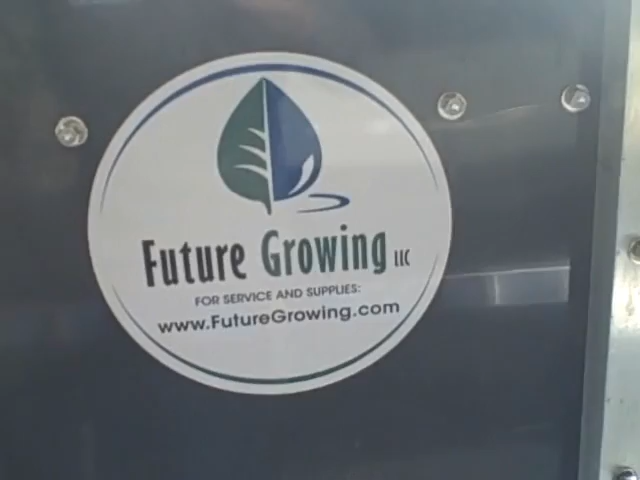 Future Growing LLC
FOR SERVICE AND SUPPLIES:
www.FutureGrowing.com